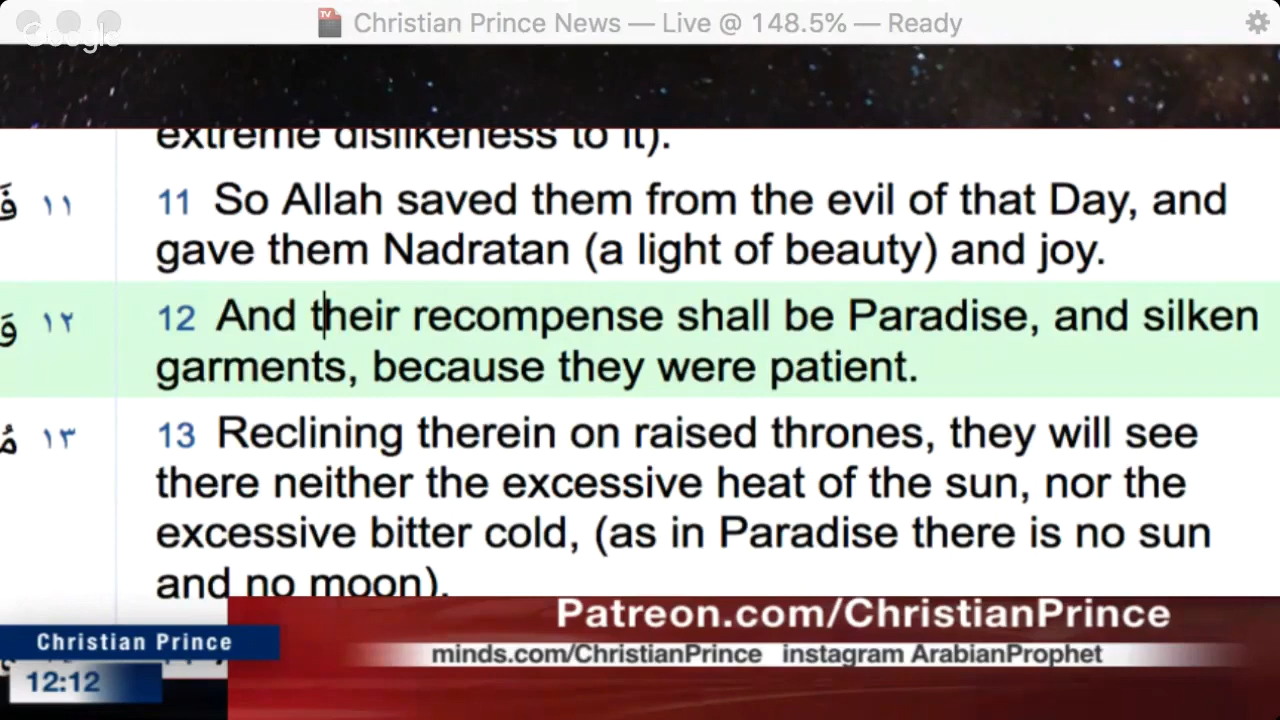 Christian Prince News — Live @ 148.5% — Ready
Google
extreme dislikeness to it).
١١
11 So Allah saved them from the evil of that Day, and
gave them Nadratan (a light of beauty) and joy.
١٢
12 And their recompense shall be Paradise, and silken
garments, because they were patient.
١٣
13 Reclining therein on raised thrones, they will see
there neither the excessive heat of the sun, nor the
excessive bitter cold, (as in Paradise there is no sun
and no moon).
Patreon.com/ChristianPrince
Christian Prince
minds.com/ChristianPrince instagram ArabianProphet
12:12